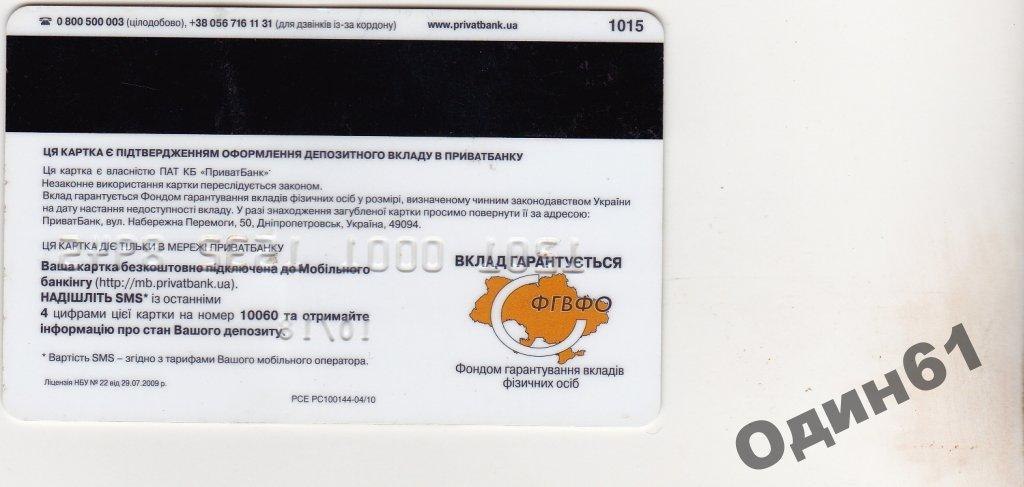 ☎ 0 800 500 003 (цілодобово), +38 056 716 11 31 (для дзвінків із-за кордону) www.privatbank.ua 1015
ЦЯ КАРТКА Є ПІДТВЕРДЖЕННЯМ ОФОРМЛЕННЯ ДЕПОЗИТНОГО ВКЛАДУ В ПРИВАТБАНКУ
Ця картка є власністю ПАТ КБ «ПриватБанк»
Незаконне використання картки переслідується законом.
Вклад гарантується Фондом гарантування вкладів фізичних осіб у розмірі, визначеному чинним законодавством України
на дату настання недоступності вкладу. У разі знаходження загубленої картки просимо повернути її за адресою:
ПриватБанк, вул. Набережна Перемоги, 50, Дніпропетровськ, Україна, 49094.
ЦЯ КАРТКА ДІЄ ТІЛЬКИ В МЕРЕЖІ ПРИВАТБАНКУ
Ваша картка безкоштовно підключена до Мобільного
банкінгу (http://mb.privatbank.ua).
НАДІШЛІТЬ SMS* із останніми
4 цифрами цієї картки на номер 10060 та отримайте
інформацію про стан Вашого депозиту.
* Вартість SMS – згідно з тарифами Вашого мобільного оператора.
Ліцензія НБУ № 22 від 29.07.2009 р.
PCE PC100144-04/10
ВКЛАД ГАРАНТУЄТЬСЯ
ФГВФО
Фондом гарантування вкладів
фізичних осіб
Один61